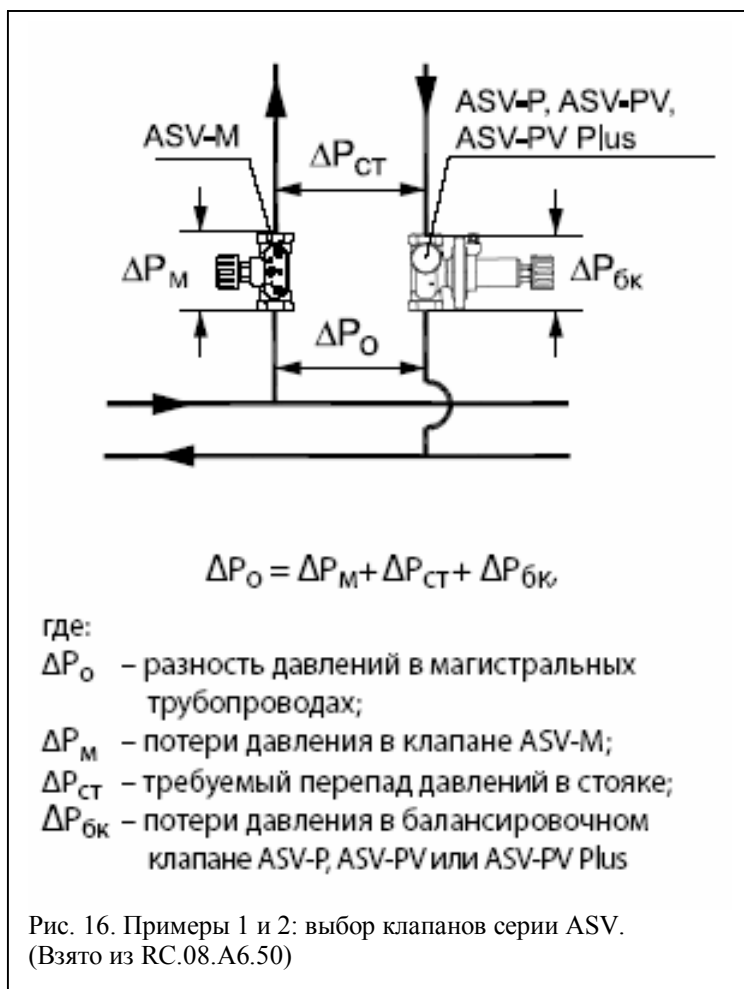 ASV-P, ASV-PV,
ASV-M
ASV-PV Plus
ΔPст
ΔPм
ΔPбк
ΔPо
ΔPо = ΔPм+ ΔPст+ ΔPбк,
где:
ΔPо – разность давлений в магистральных
трубопроводах;
ΔPм – потери давления в клапане ASV-M;
ΔPст – требуемый перепад давлений в стояке;
ΔPбк – потери давления в балансировочном
клапане ASV-P, ASV-PV или ASV-PV Plus
Рис. 16. Примеры 1 и 2: выбор клапанов серии ASV.
(Взято из RC.08.A6.50)